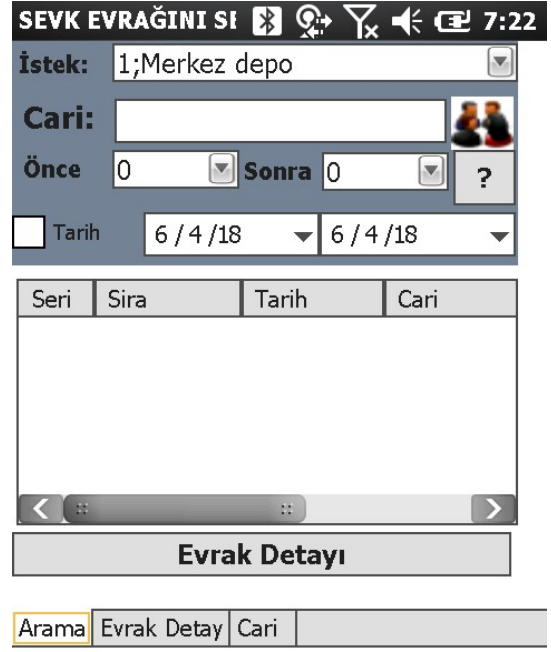 SEVK EVRAĞINI SE 7:22
İstek: 1;Merkez depo
Cari:
Önce 0 Sonra 0 ?
Tarih 6 / 4 /18 6 / 4 /18
Seri Sira Tarih Cari
Evrak Detayı
Arama Evrak Detay Cari